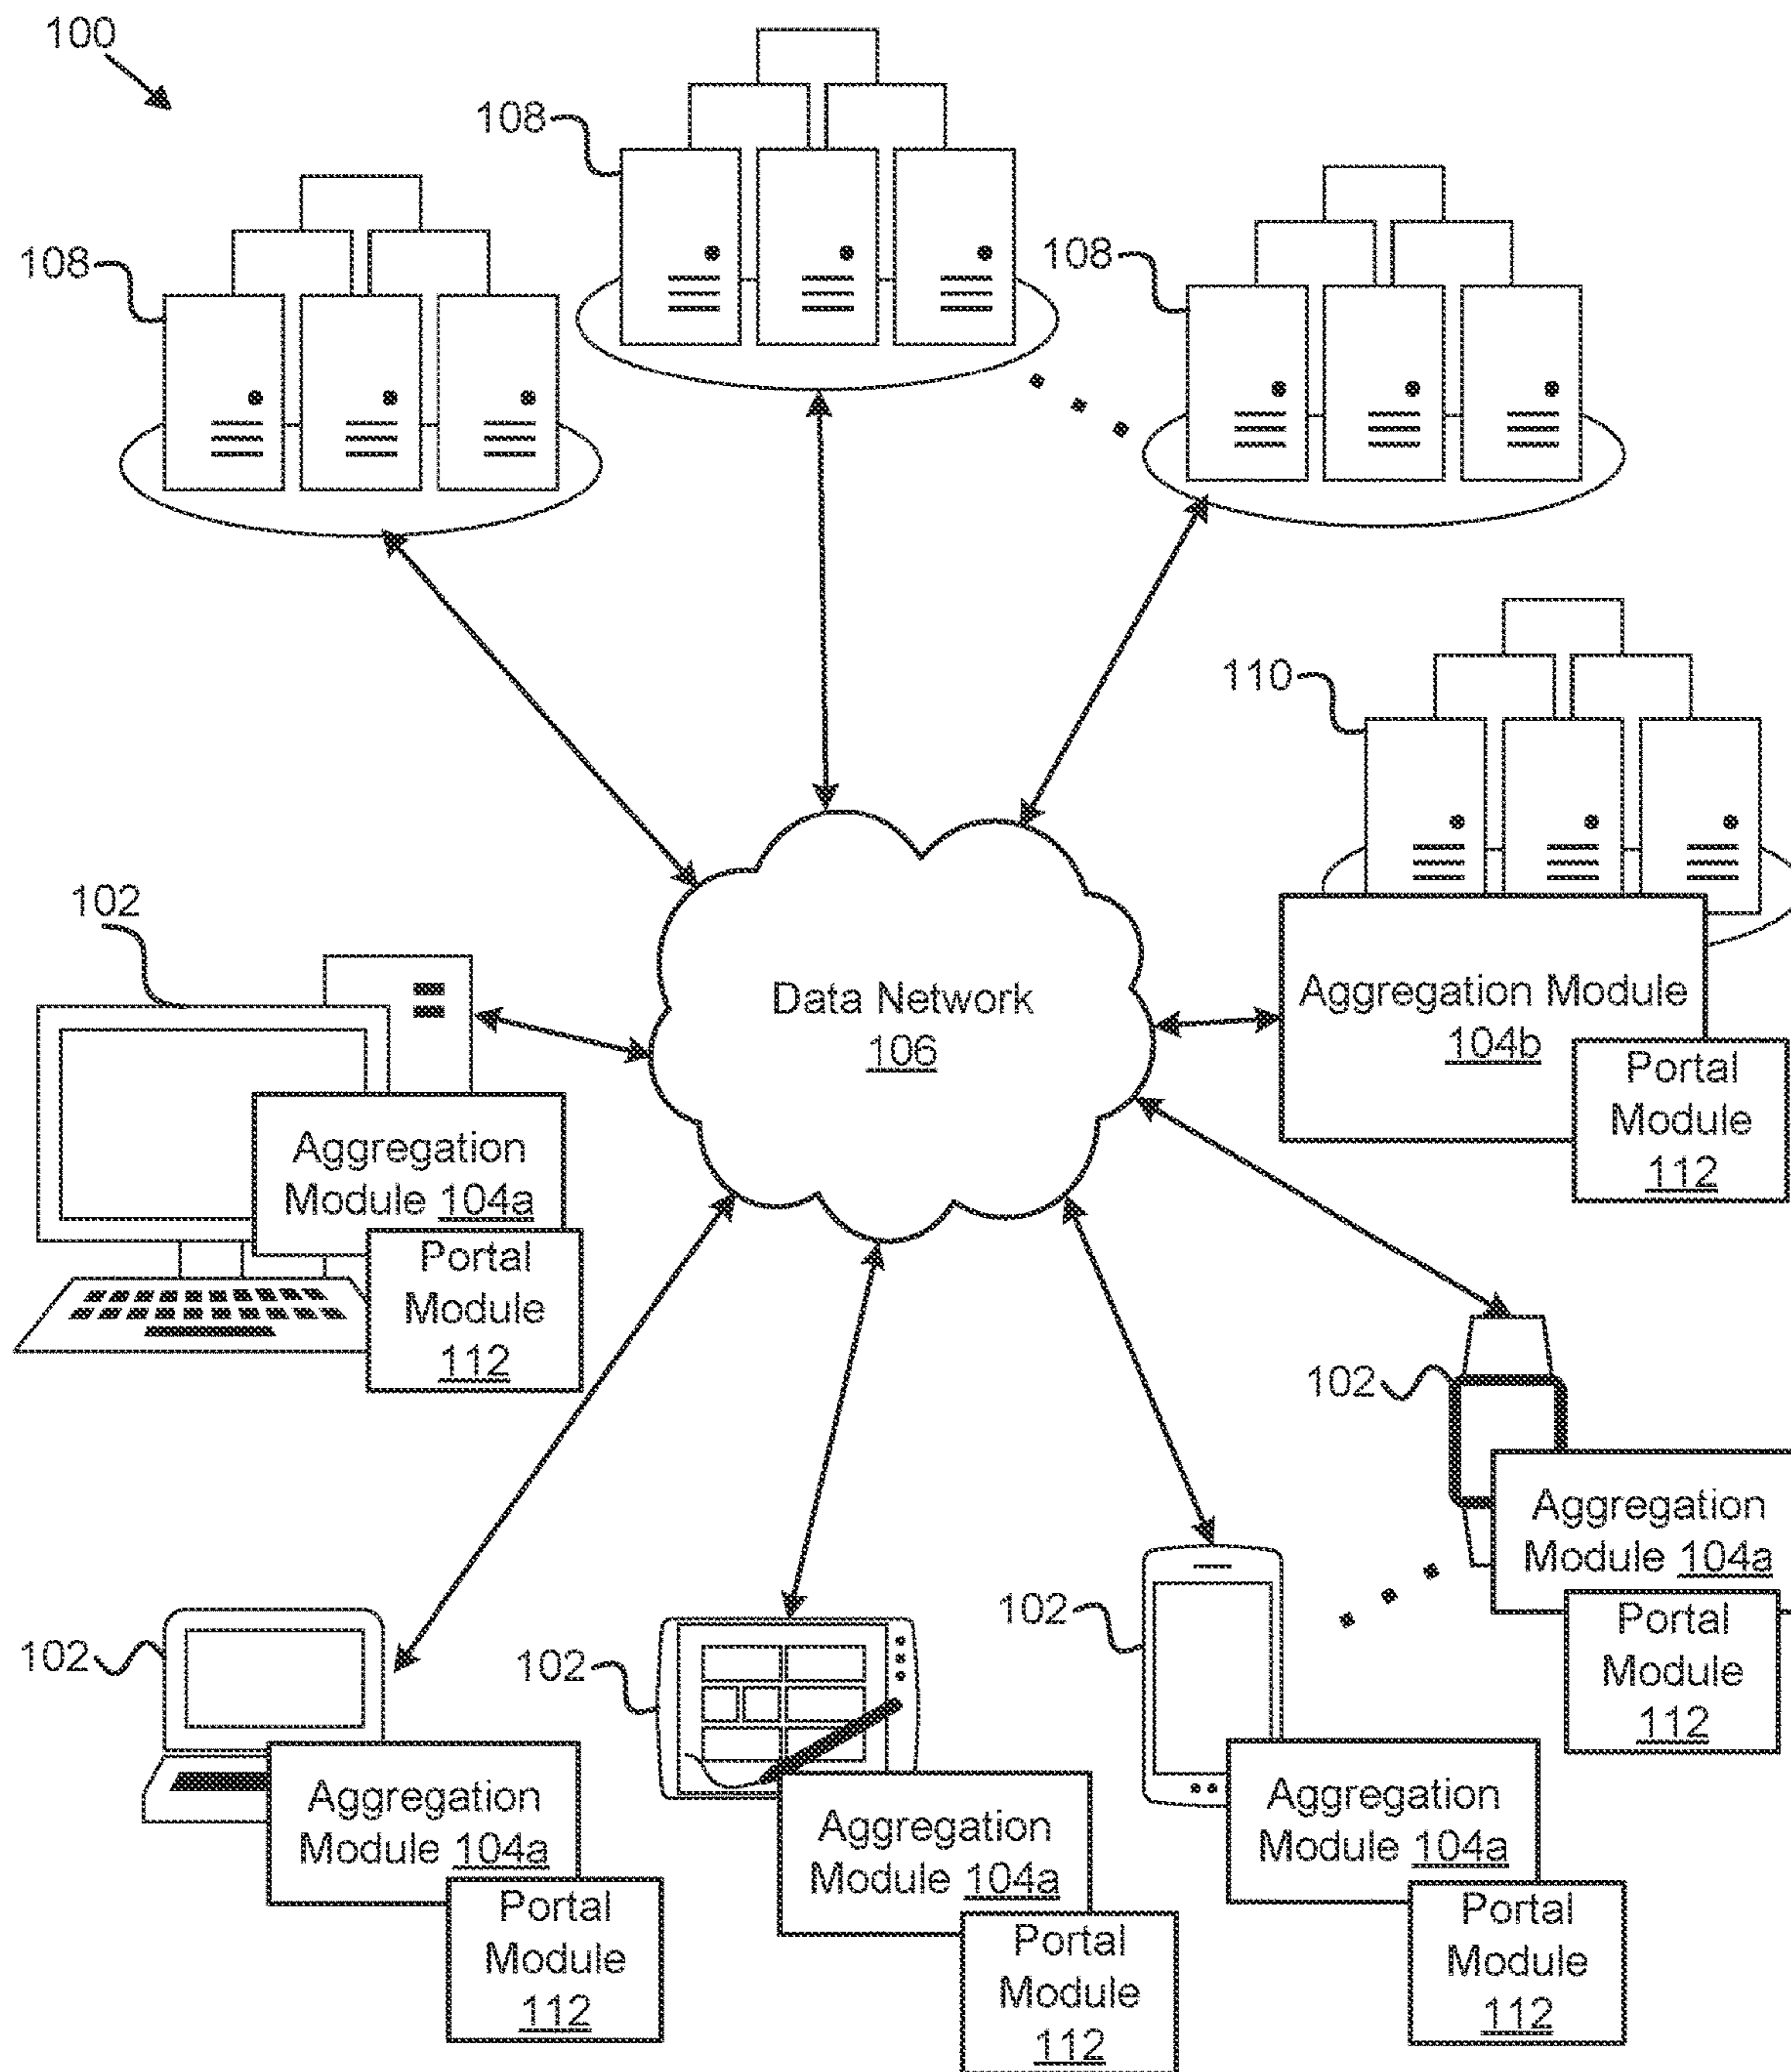 100
108
108
108
110
102
Data Network
106
Aggregation Module
104b
Portal
Module
112
Aggregation
Module 104a
Portal
Module
112
102
Aggregation
Module 104a
Portal
Module
112
102
Aggregation
Module 104a
Portal
Module
112
102
Aggregation
Module 104a
Portal
Module
112
102
Aggregation
Module 104a
Portal
Module
112